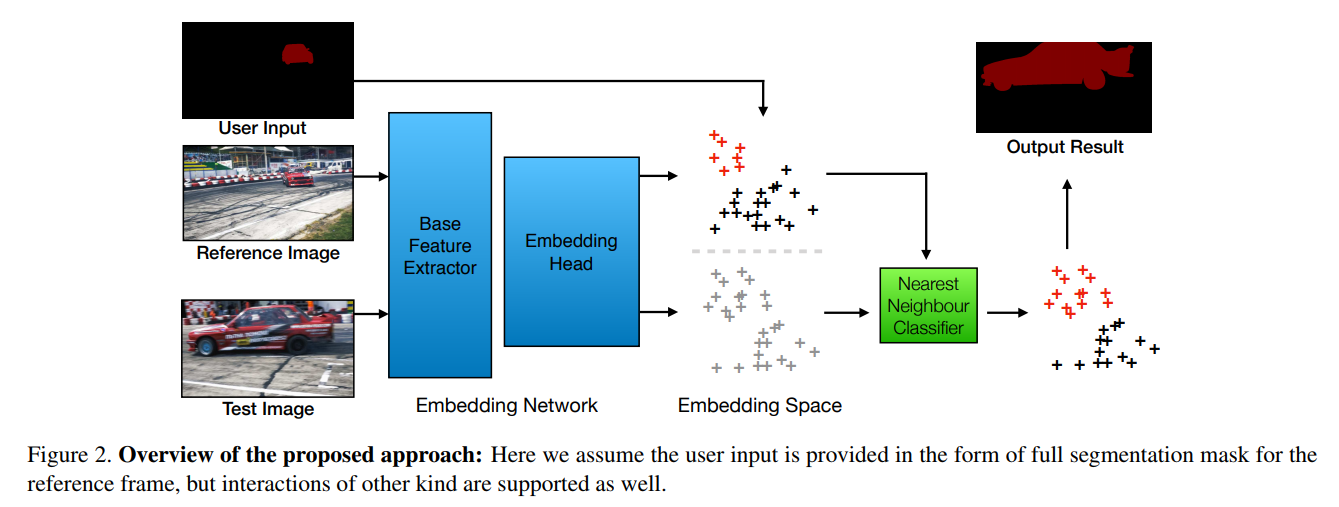 User Input
Reference Image
Test Image
Base
Feature
Extractor
Embedding
Head
Embedding Network
Embedding Space
Nearest
Neighbour
Classifier
Output Result
Figure 2. Overview of the proposed approach: Here we assume the user input is provided in the form of full segmentation mask for the
reference frame, but interactions of other kind are supported as well.